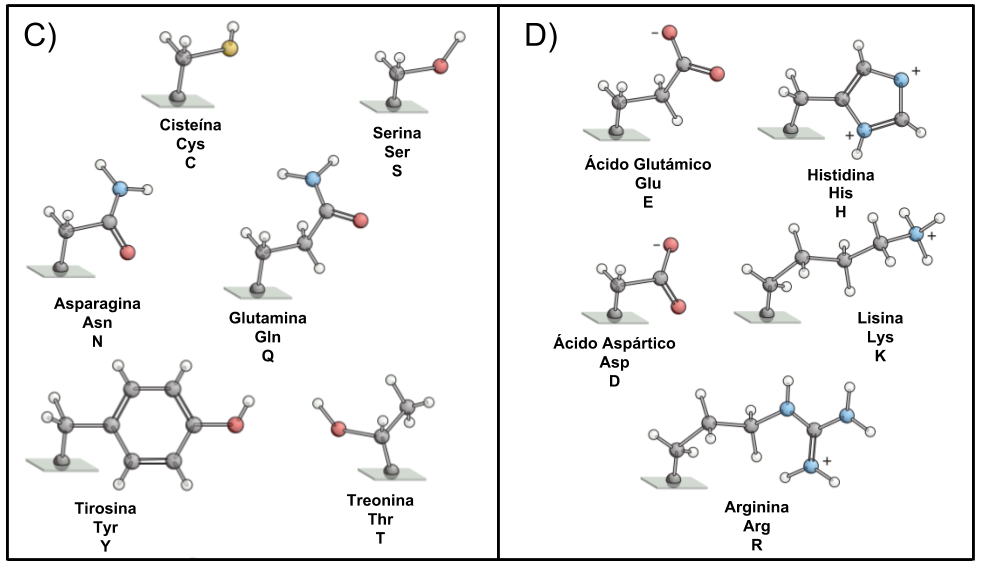 C)
Cisteína
Cys
C
Serina
Ser
S
Asparagina
Asn
N
Glutamina
Gln
Q
Tirosina
Tyr
Y
Treonina
Thr
T
D)
-
Ácido Glutámico
Glu
E
+
+
Histidina
His
H
-
Ácido Aspártico
Asp
D
+
Lisina
Lys
K
+
Arginina
Arg
R